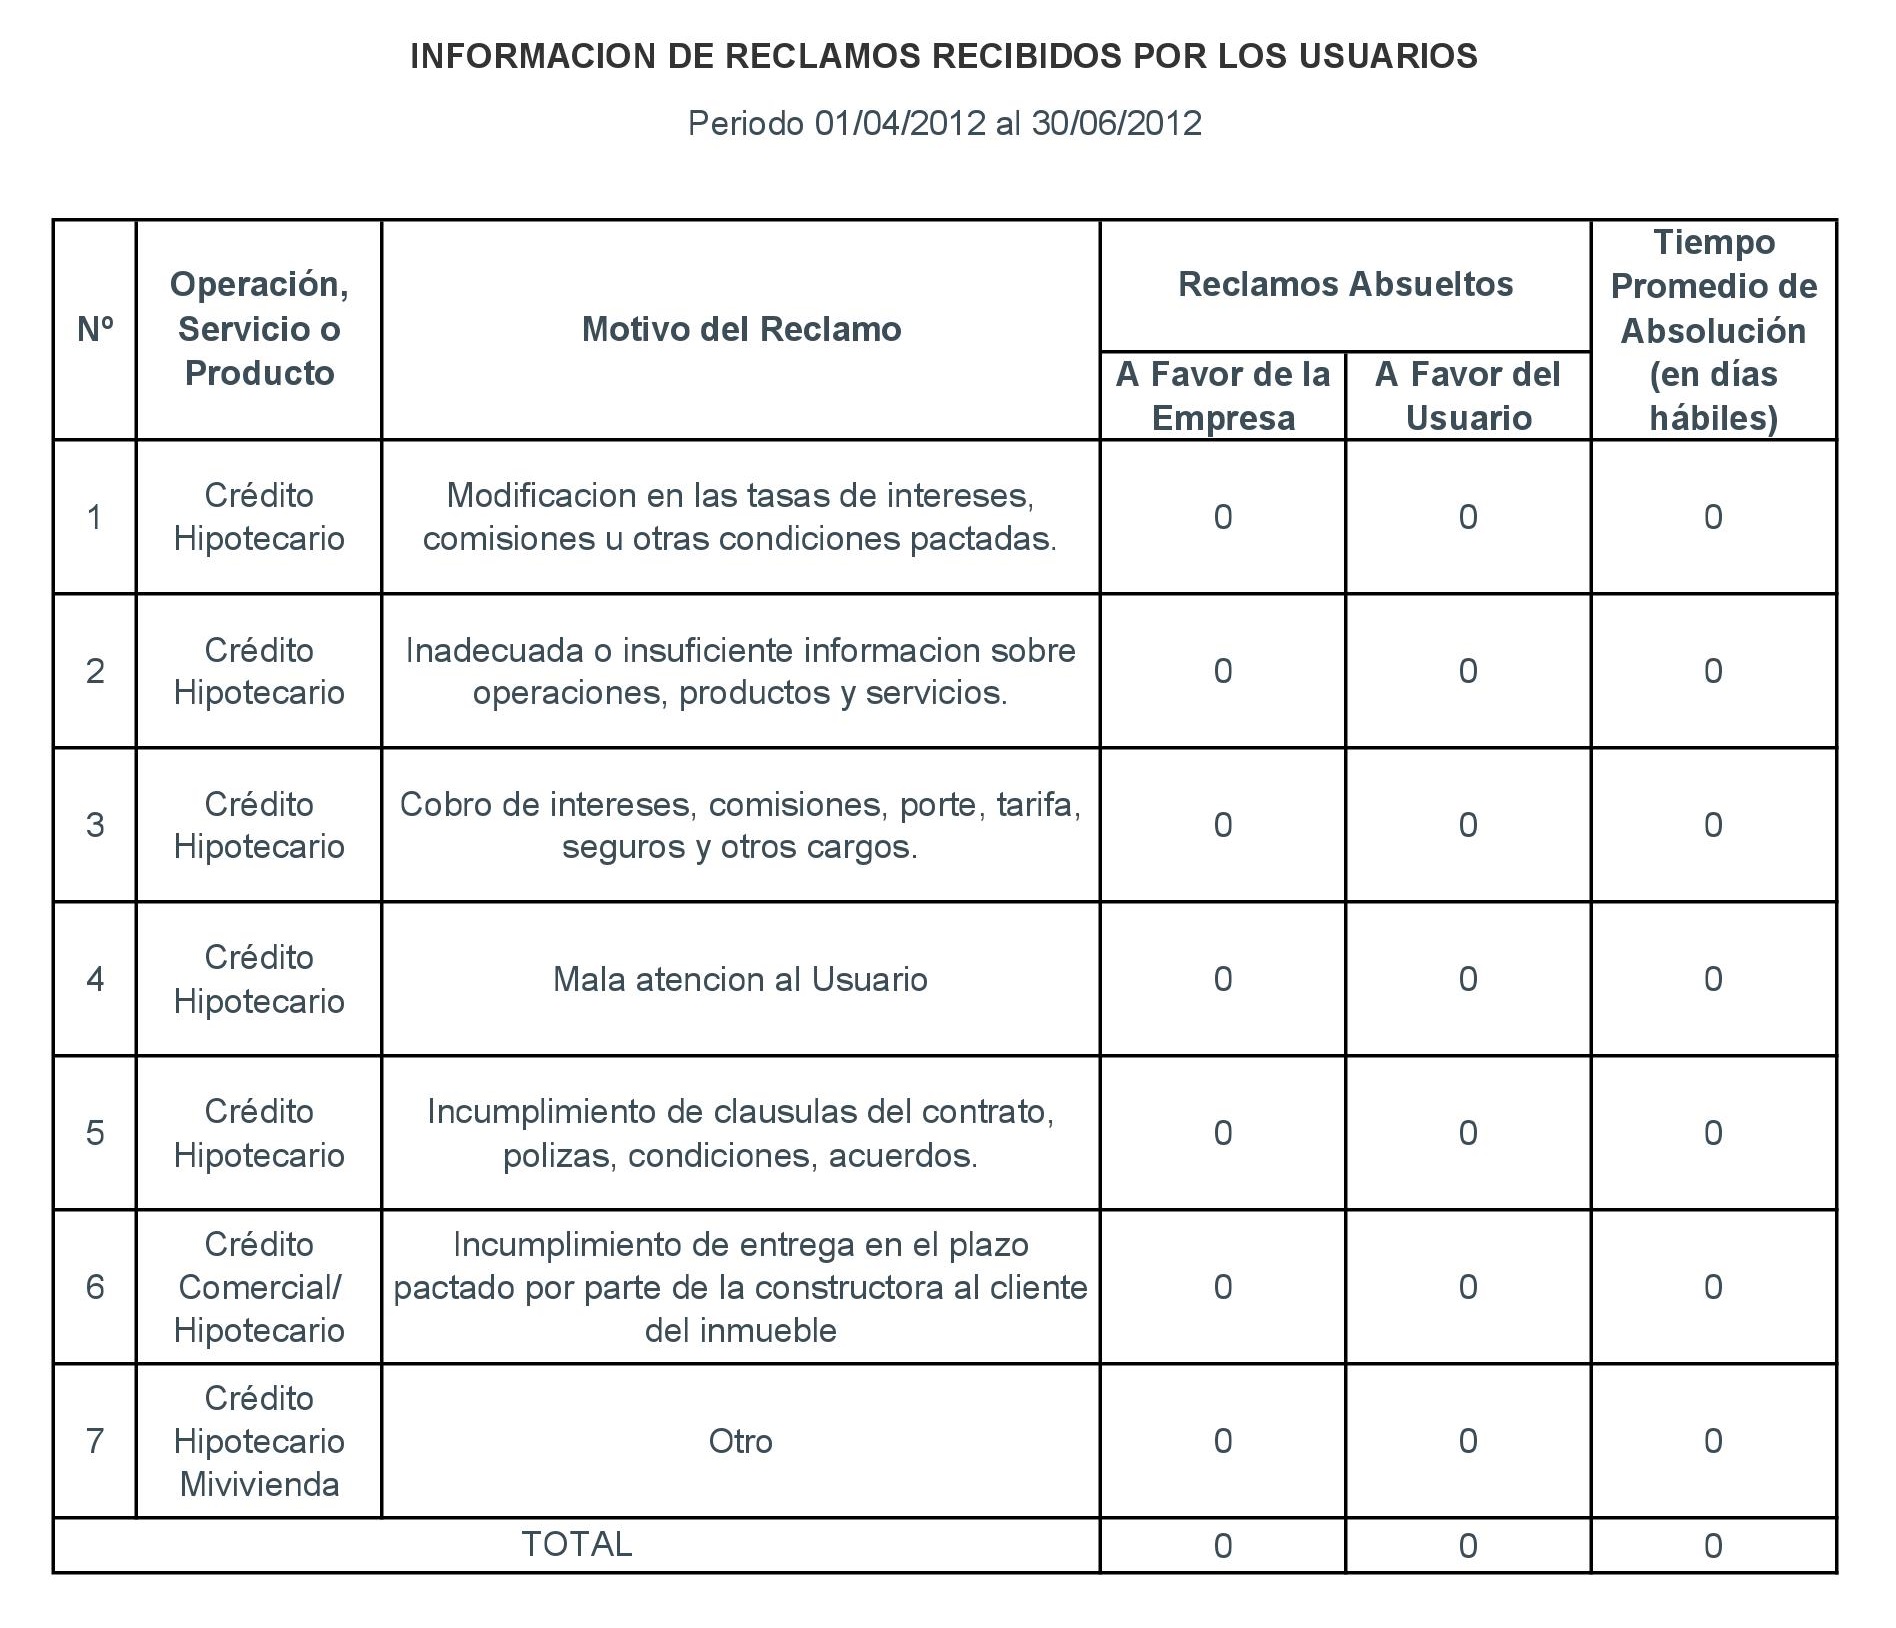 INFORMACION DE RECLAMOS RECIBIDOS POR LOS USUARIOS
Periodo 01/04/2012 al 30/06/2012
Nº
Operación,
Servicio o
Producto
Motivo del Reclamo
Reclamos Absueltos
A Favor de la
Empresa
A Favor del
Usuario
Tiempo
Promedio de
Absolución
(en días
hábiles)
1
Crédito
Hipotecario
Modificacion en las tasas de intereses,
comisiones u otras condiciones pactadas.
0
0
0
2
Crédito
Hipotecario
Inadecuada o insuficiente informacion sobre
operaciones, productos y servicios.
0
0
0
3
Crédito
Hipotecario
Cobro de intereses, comisiones, porte, tarifa,
seguros y otros cargos.
0
0
0
4
Crédito
Hipotecario
Mala atencion al Usuario
0
0
0
5
Crédito
Hipotecario
Incumplimiento de clausulas del contrato,
polizas, condiciones, acuerdos.
0
0
0
6
Crédito
Comercial/
Hipotecario
Incumplimiento de entrega en el plazo
pactado por parte de la constructora al cliente
del inmueble
0
0
0
7
Crédito
Hipotecario
Mivivienda
Otro
0
0
0
TOTAL
0
0
0